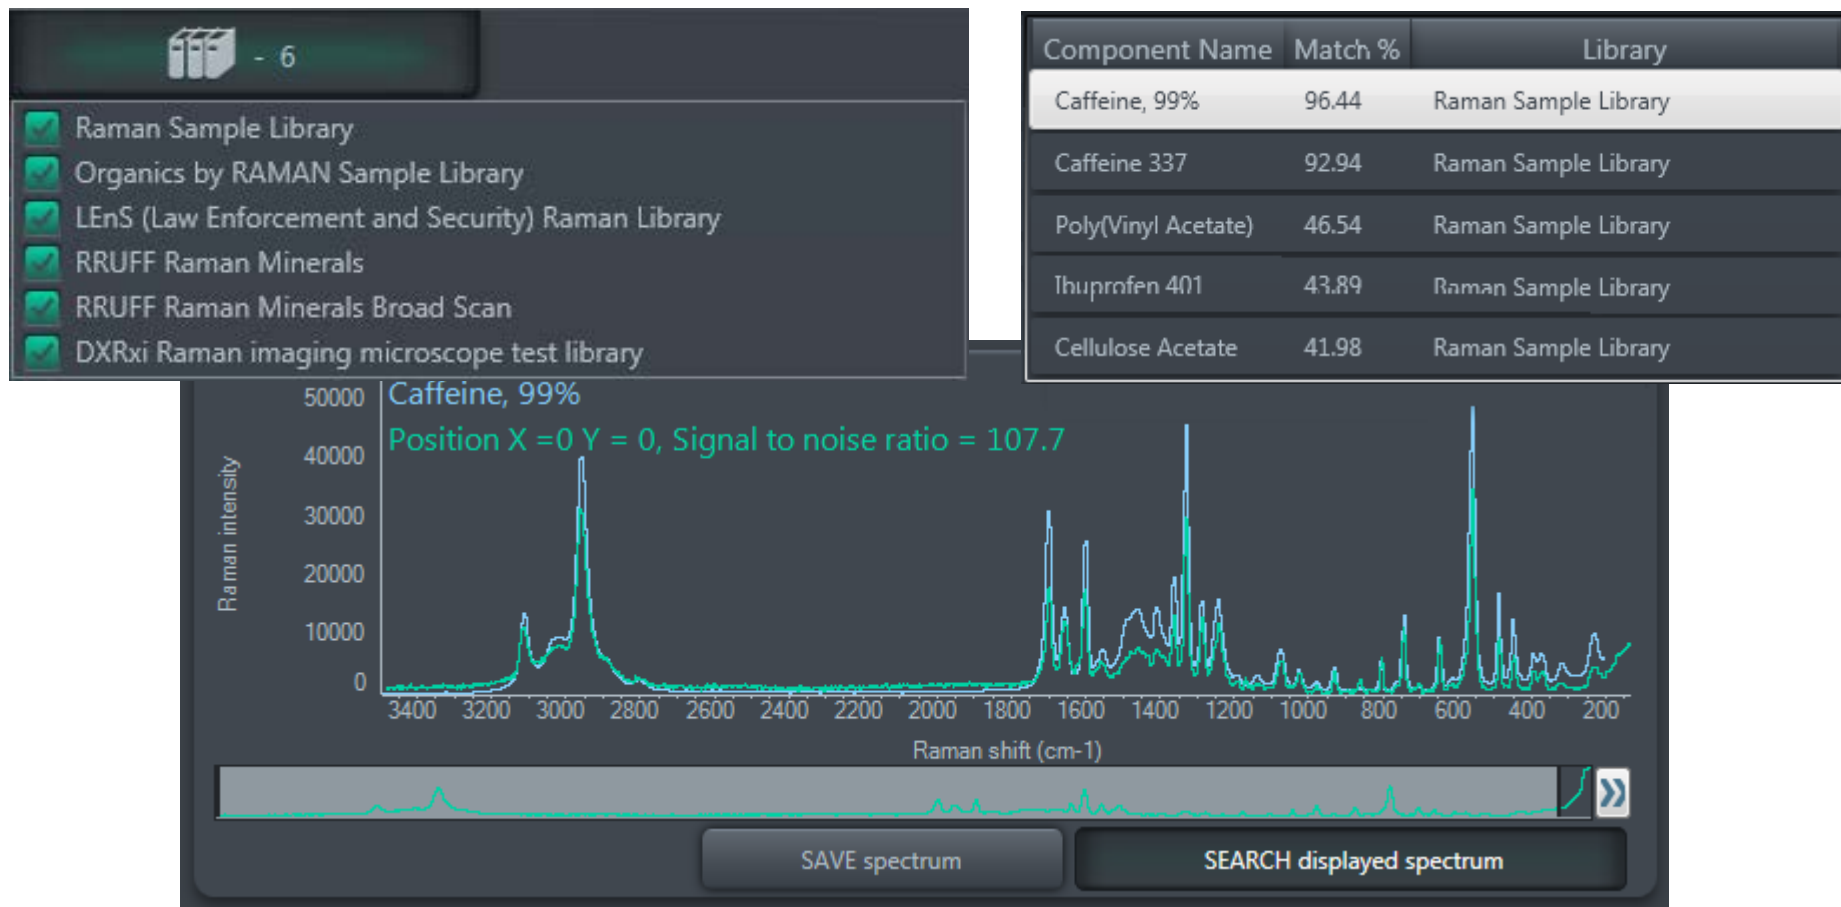 - 6
Raman Sample Library
Organics by RAMAN Sample Library
LEnS (Law Enforcement and Security) Raman Library
RRUFF Raman Minerals
RRUFF Raman Minerals Broad Scan
DXRxi Raman imaging microscope test library
Component Name Match % Library
Caffeine, 99% 96.44 Raman Sample Library
Caffeine 337 92.94 Raman Sample Library
Poly(Vinyl Acetate) 46.54 Raman Sample Library
Ibuprofen 401 43.89 Raman Sample Library
Cellulose Acetate 41.98 Raman Sample Library
Caffeine, 99%
Position X =0 Y = 0, Signal to noise ratio = 107.7
Raman intensity
50000
40000
30000
20000
10000
0
3400 3200 3000 2800 2600 2400 2200 2000 1800 1600 1400 1200 1000 800 600 400 200
Raman shift (cm-1)
SAVE spectrum
SEARCH displayed spectrum